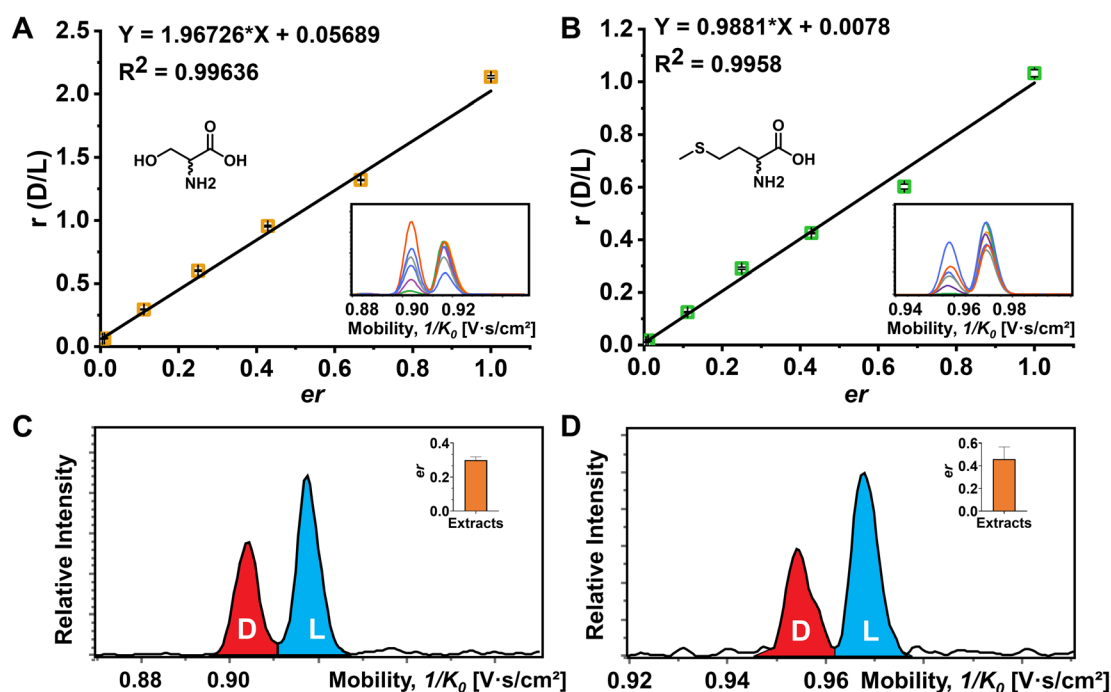 A
Y = 1.96726*X + 0.05689
R² = 0.99636
r (D/L)
2.5
2.0
1.5
1.0
0.5
0.0
O
HO
OH
NH2
0.88 0.90 0.92
Mobility, 1/K₀ [V·s/cm²]
0.0 0.2 0.4 0.6 0.8 1.0
er
B
Y = 0.9881*X + 0.0078
R² = 0.9958
r (D/L)
1.2
1.0
0.8
0.6
0.4
0.2
0.0
O
S
OH
NH2
0.94 0.96 0.98
Mobility, 1/K₀ [V·s/cm²]
0.0 0.2 0.4 0.6 0.8 1.0
er
C
Relative Intensity
er
0.4
0.2
0.0
Extracts
D L
0.88 0.90 Mobility, 1/K₀ [V·s/cm²]
D
Relative Intensity
er
0.6
0.4
0.2
0.0
Extracts
D L
0.92 0.94 0.96 Mobility, 1/K₀ [V·s/cm²]